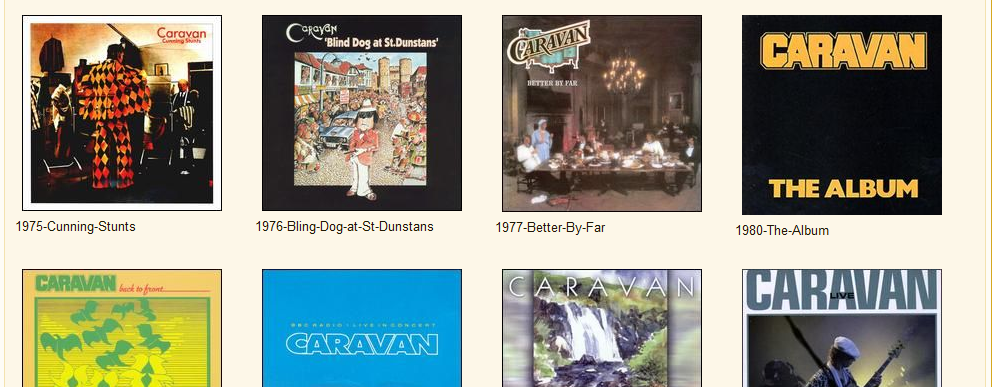 Caravan
Cunning Stunts
Caravan
'Blind Dog at St.Dunstans'
CARAVAN
BETTER BY FAR
CARAVAN
THE ALBUM
1975-Cunning-Stunts
1976-Bling-Dog-at-St-Dunstans
1977-Better-By-Far
1980-The-Album
CARAVAN
back to front
BBC RADIO 1 LIVE IN CONCERT
CARAVAN
CARAVAN
CARAVAN
LIVE